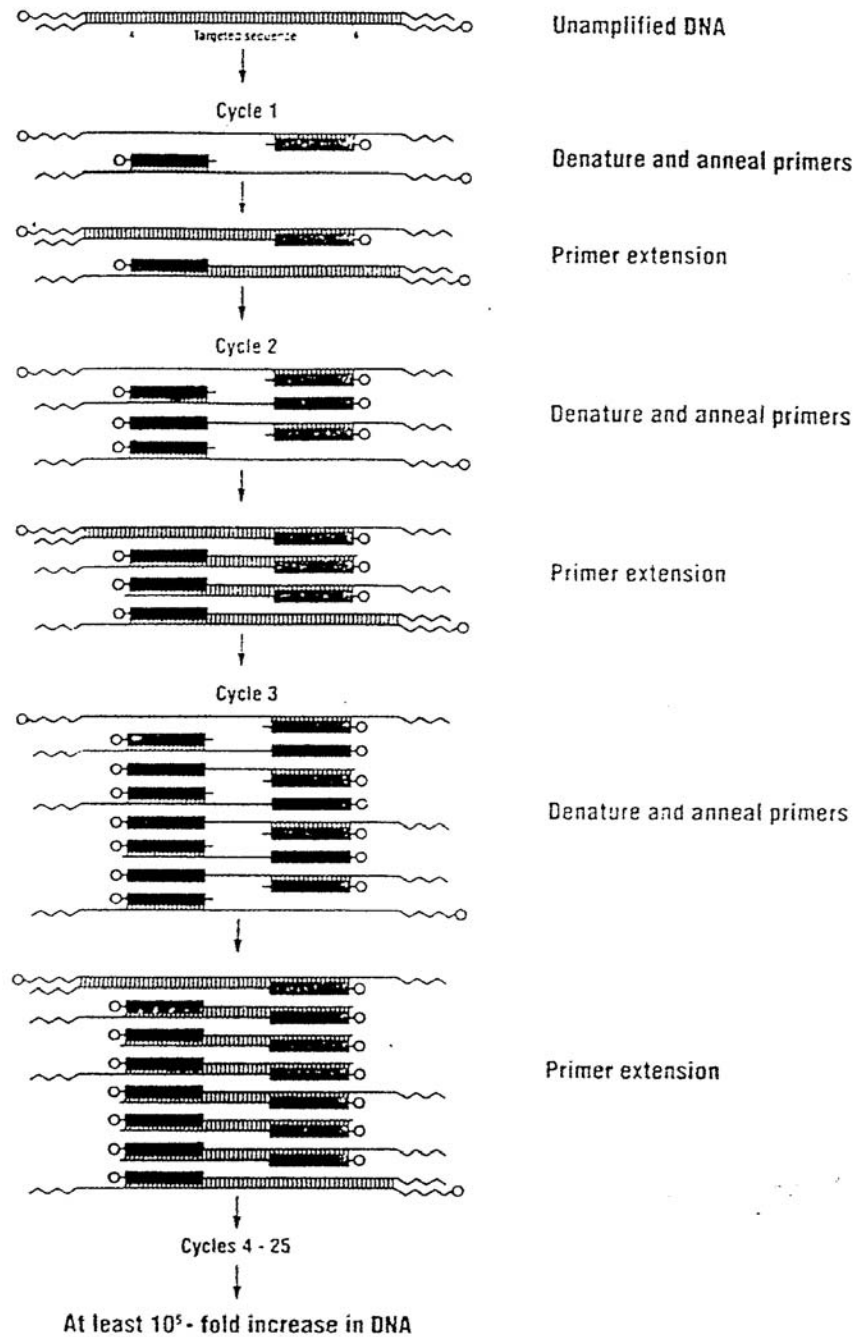 Unamplified DNA
Targeted sequence
Cycle 1
Denature and anneal primers
Primer extension
Cycle 2
Denature and anneal primers
Primer extension
Cycle 3
Denature and anneal primers
Primer extension
Cycles 4 - 25
At least 10⁵ - fold increase in DNA